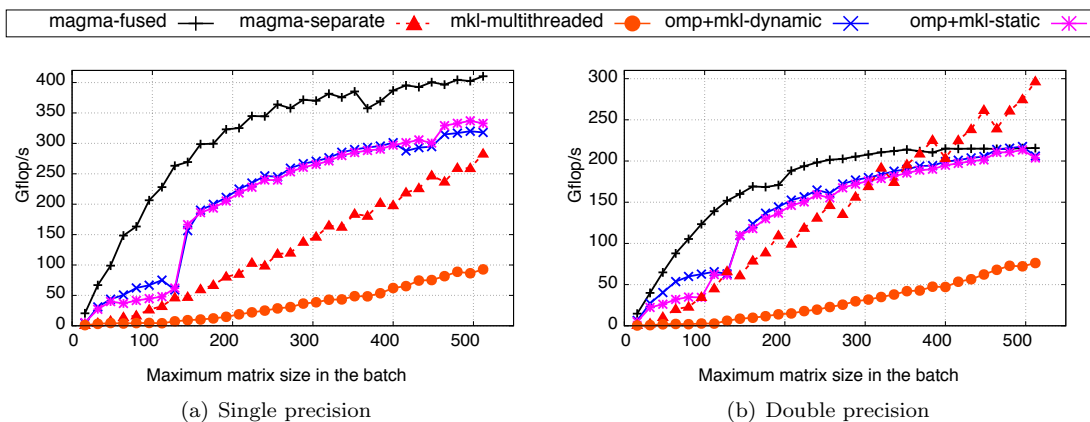 magma-fused magma-separate mkl-multithreaded omp+mkl-dynamic omp+mkl-static
400
350
300
250
200
150
100
50
0
Gflop/s
0 100 200 300 400 500
Maximum matrix size in the batch
(a) Single precision
300
250
200
150
100
50
0
Gflop/s
0 100 200 300 400 500
Maximum matrix size in the batch
(b) Double precision